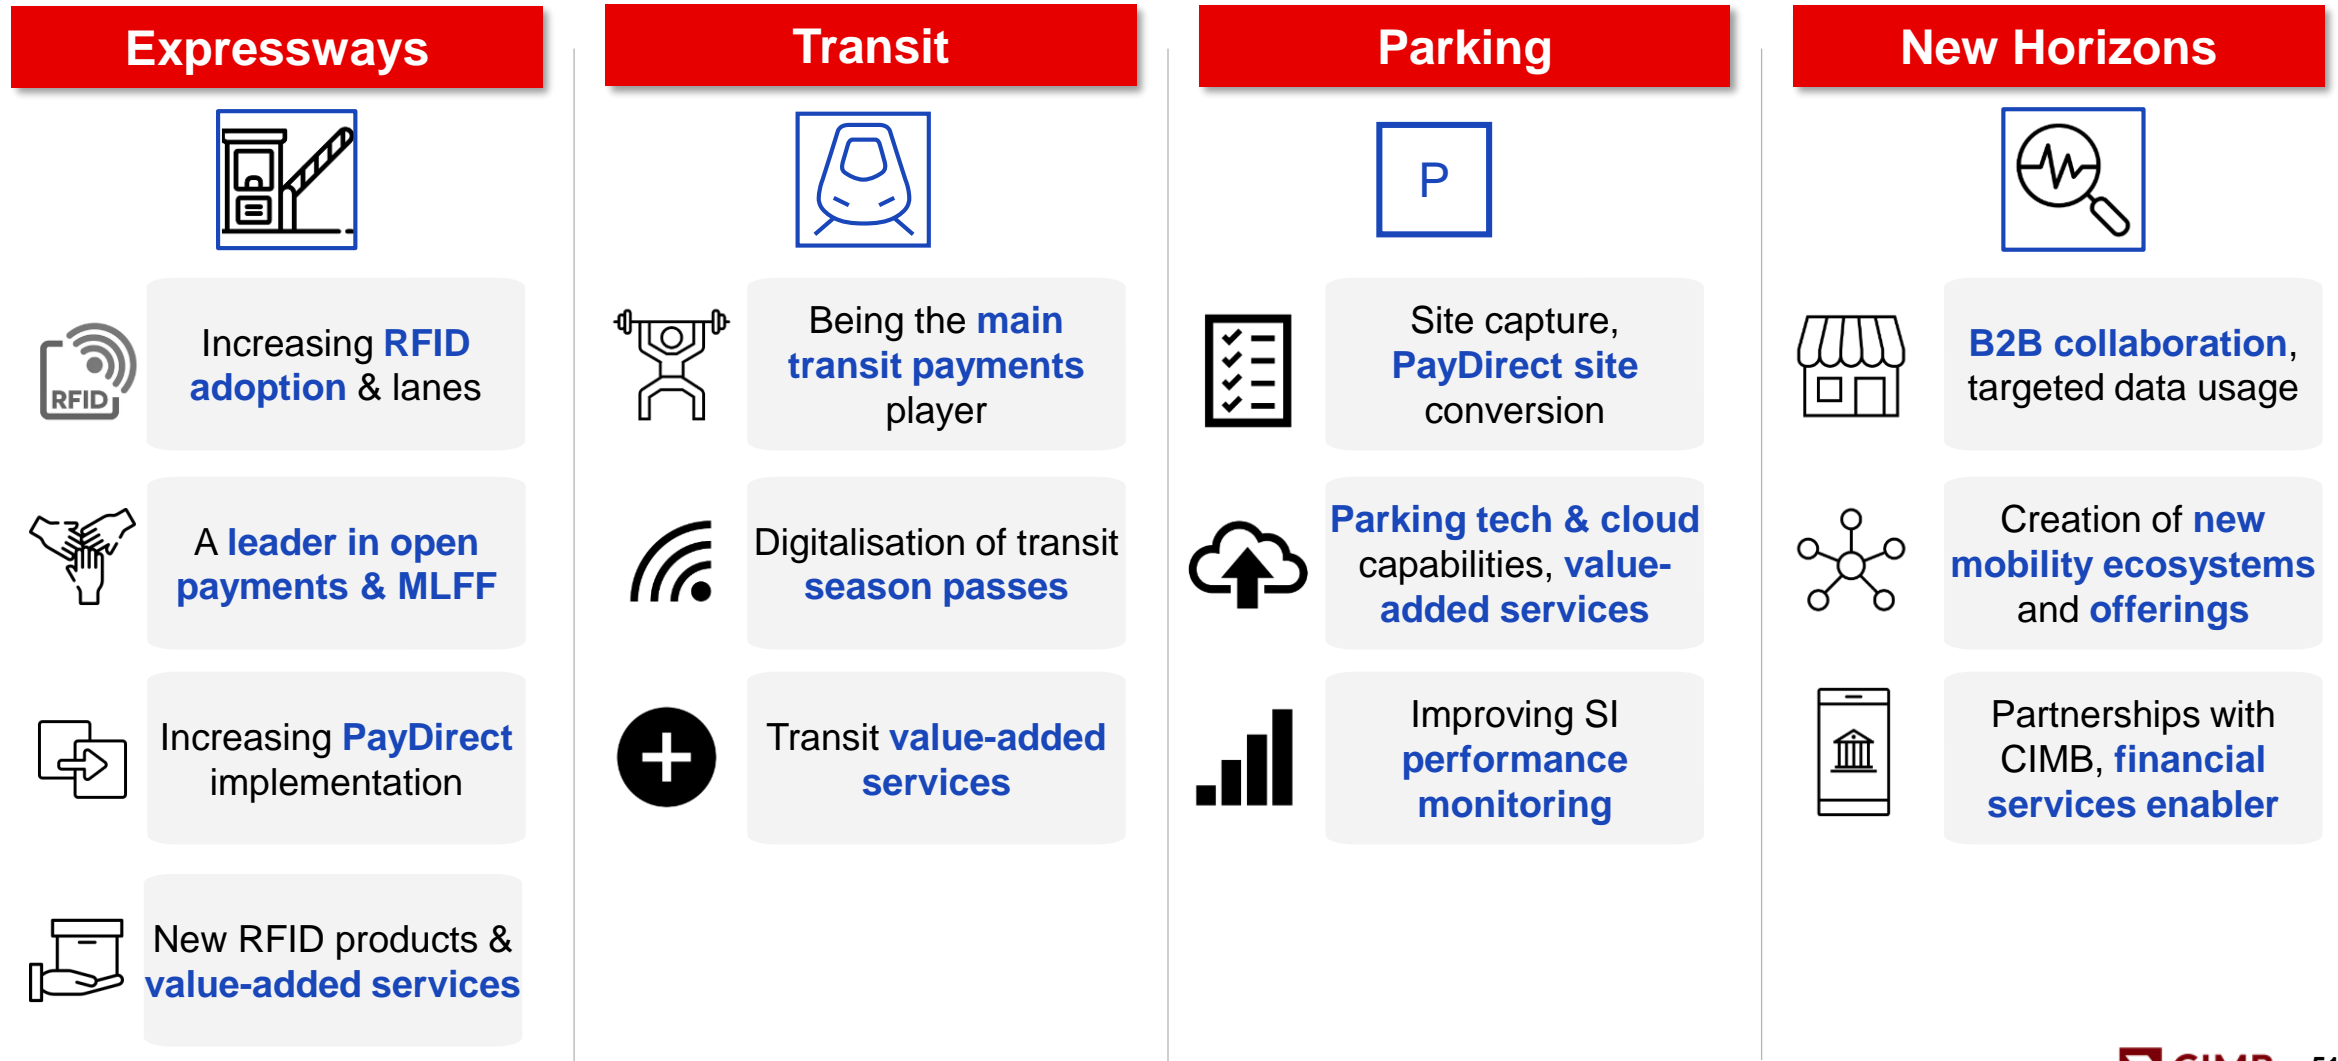 Expressways
RFID
Increasing RFID
adoption & lanes
A leader in open
payments & MLFF
Increasing PayDirect
implementation
New RFID products &
value-added services
Transit
Being the main
transit payments
player
Digitalisation of transit
season passes
Transit value-added
services
Parking
P
Site capture,
PayDirect site
conversion
Parking tech & cloud
capabilities, value-
added services
Improving SI
performance
monitoring
New Horizons
B2B collaboration,
targeted data usage
Creation of new
mobility ecosystems
and offerings
Partnerships with
CIMB, financial
services enabler
CIMB